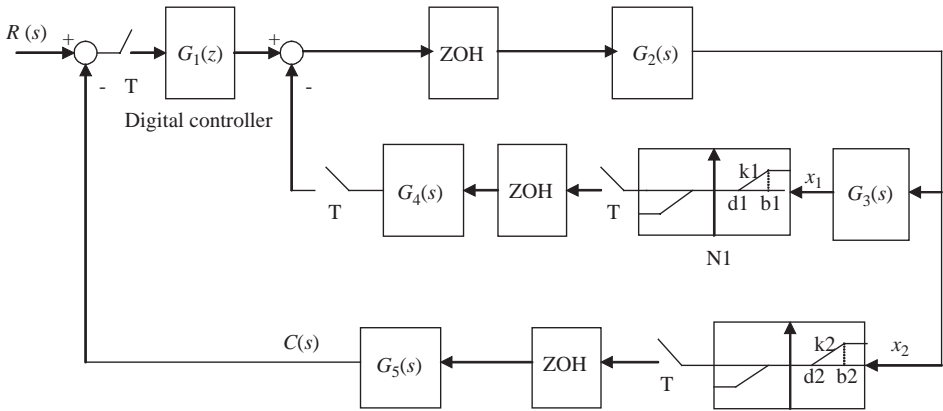 R (s)
+
-
T
G₁(z)
Digital controller
+
-
ZOH
G₂(s)
T
G₄(s)
ZOH
T
k1
d1 b1
N1
x₁
G₃(s)
C(s)
G₅(s)
ZOH
T
k2
d2 b2
x₂